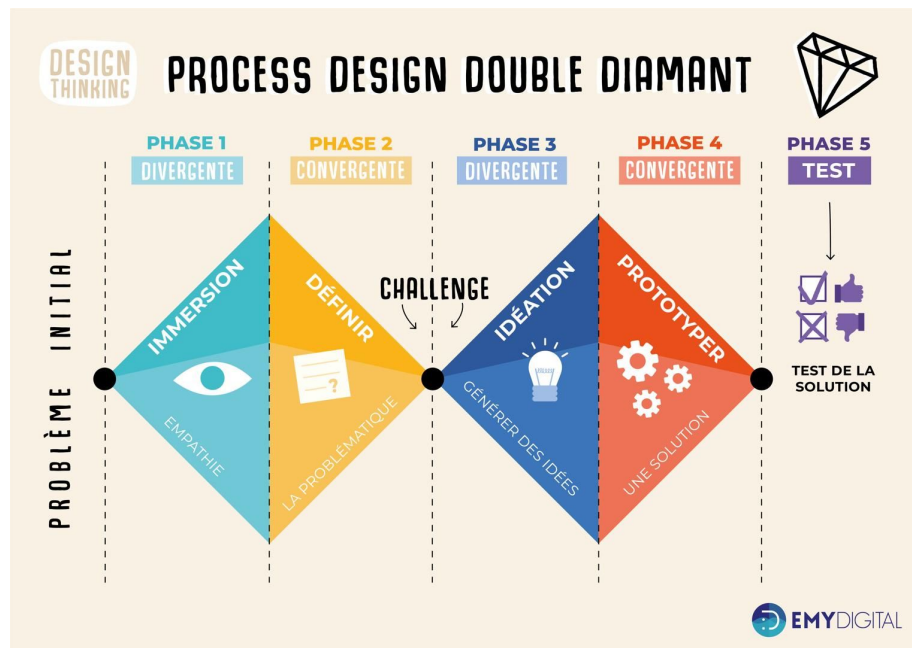 DESIGN
THINKING
PROCESS DESIGN DOUBLE DIAMANT
PHASE 1
DIVERGENTE
PHASE 2
CONVERGENTE
PHASE 3
DIVERGENTE
PHASE 4
CONVERGENTE
PHASE 5
TEST
PROBLÈME INITIAL
IMMERSION
EMPATHIE
DÉFINIR
?
LA PROBLÉMATIQUE
CHALLENGE
IDÉATION
GÉNÉRER DES IDÉES
PROTOTYPER
UNE SOLUTION
TEST DE LA
SOLUTION
EMYDIGITAL